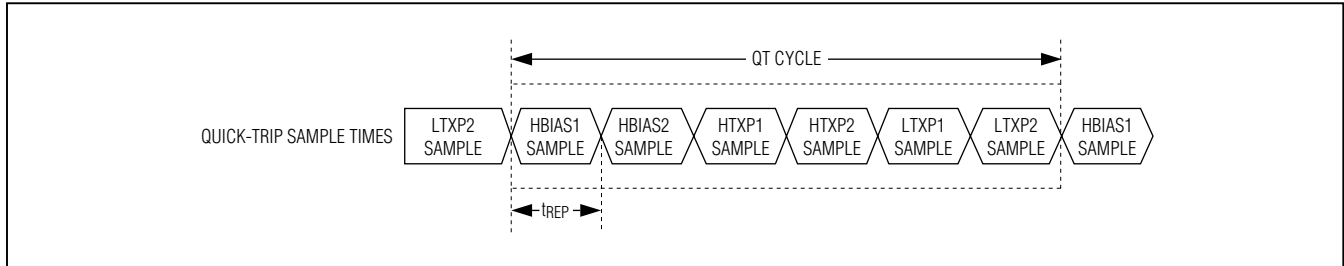 QT CYCLE
QUICK-TRIP SAMPLE TIMES
LTXP2
SAMPLE
HBIAS1
SAMPLE
HBIAS2
SAMPLE
HTXP1
SAMPLE
HTXP2
SAMPLE
LTXP1
SAMPLE
LTXP2
SAMPLE
HBIAS1
SAMPLE
tREP